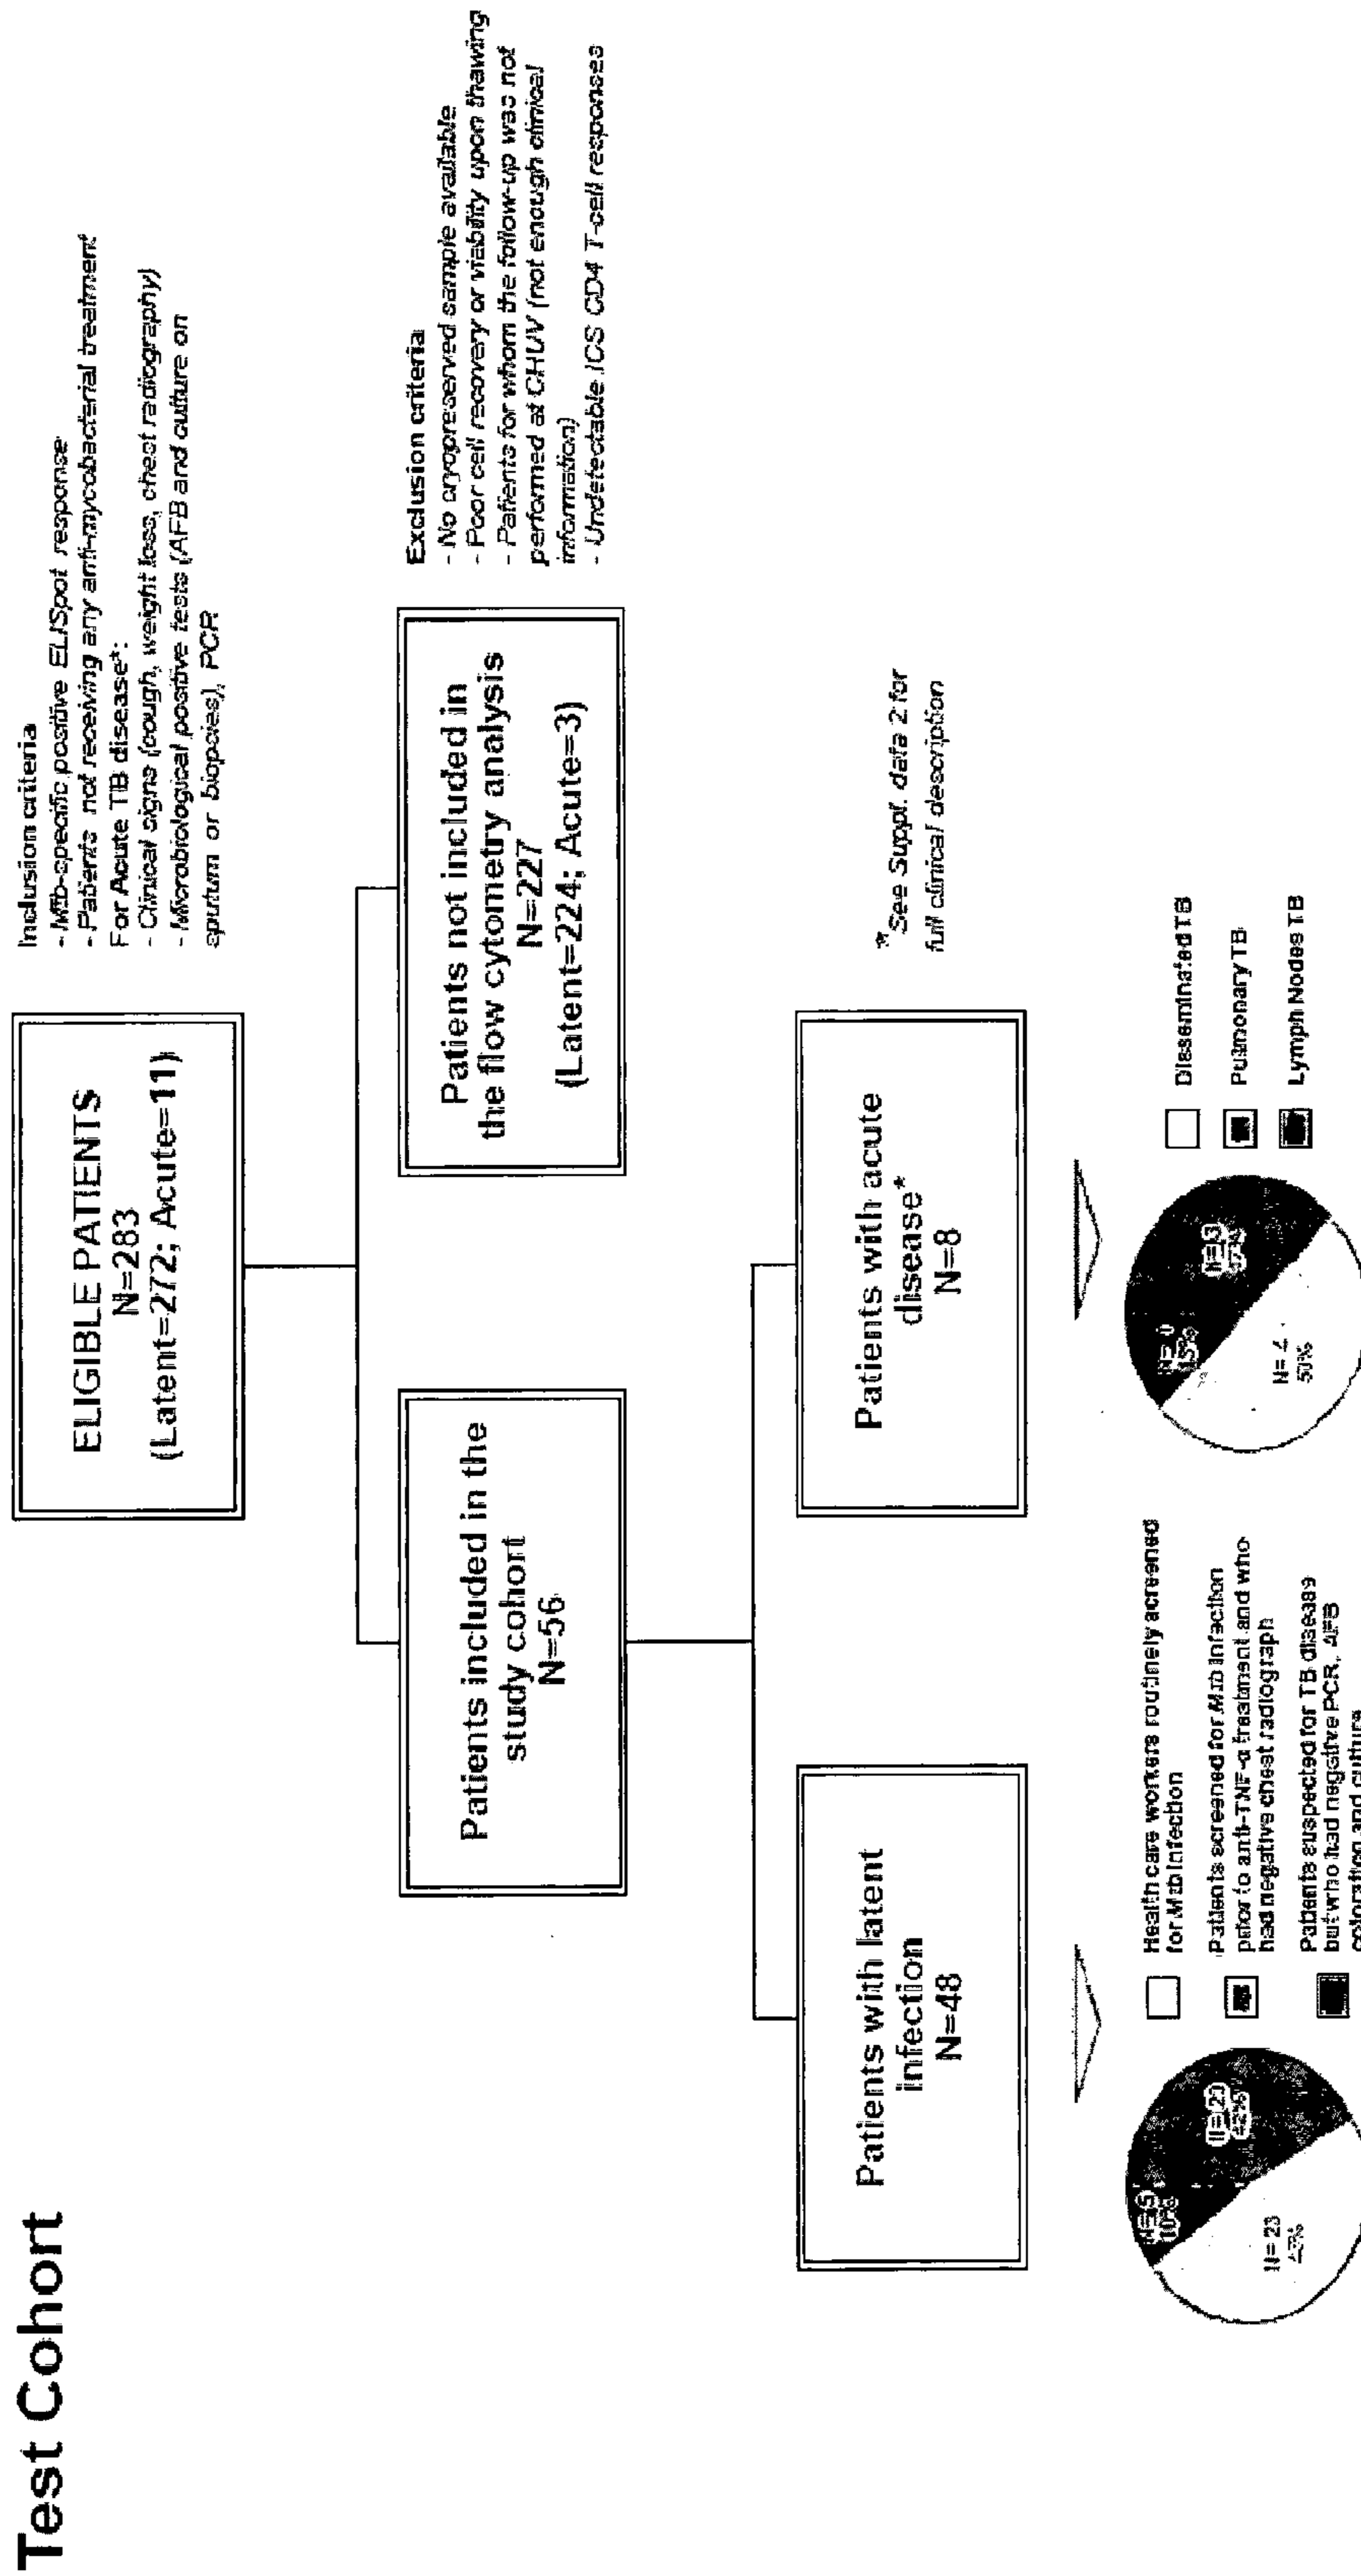 Test Cohort
ELIGIBLE PATIENTS
N=283
(Latent=272; Acute=11)
Inclusion criteria
- Mtb-specific positive ELISpot response
- Patients not receiving any anti-mycobacterial treatment
For Acute TB disease*:
- Clinical signs (cough, weight loss, chest radiography)
- Microbiological positive tests (AFB and culture on
sputum or biopsies), PCR
Patients included in the
study cohort
N=56
Patients not included in
the flow cytometry analysis
N=227
(Latent=224; Acute=3)
Exclusion criteria
- No cryopreserved sample available
- Poor cell recovery or viability upon thawing
- Patients for whom the follow-up was not
performed at CHUV (not enough clinical
information)
- Undetectable ICS CD4 T-cell responses
Patients with latent
infection
N=48
Patients with acute
disease*
N=8
*See Suppl. data 2 for
full clinical description
N=5
10%
N=23
Health care workers routinely screened
for Mtb infection
Patients screened for Mtb infection
prior to anti-TNF-α treatment and who
had negative chest radiograph
Patients suspected for TB disease
but who had negative PCR, AFB
coloration and culture
N=3
N=4
50%
Disseminated TB
Pulmonary TB
Lymph Nodes TB